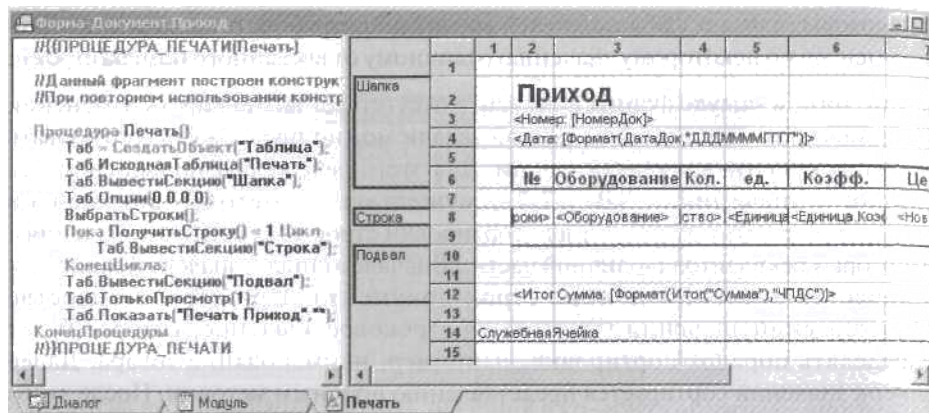 Форма-Документ.Приход
//{{ПРОЦЕДУРА_ПЕЧАТИ(Печать)
//Данный фрагмент построен конструк
//При повторном использовании констр
Процедура Печать()
Таб = СоздатьОбъект("Таблица");
Таб.ИсходнаяТаблица("Печать");
Таб.ВывестиСекцию("Шапка");
Таб.Опции(0,0,0,0);
ВыбратьСтроки();
Пока ПолучитьСтроку() = 1 Цикл
Таб.ВывестиСекцию("Строка");
КонецЦикла;
Таб.ВывестиСекцию("Подвал");
Таб.ТолькоПросмотр(1);
Таб.Показать("Печать Приход","");
КонецПроцедуры
//}}ПРОЦЕДУРА_ПЕЧАТИ
1 2 3 4 5 6 7
1
Шапка
2 Приход
3 <Номер: [НомерДок]>
4 <Дата: [Формат(ДатаДок,"ДДДММММГГГГ")]>
5
6 № Оборудование Кол. ед. Коэфф. Це
7
Строка 8 роки> <Оборудование> ство> <Единица <Единица.Коэ <Нов
9
Подвал 10
11
12 <Итог Сумма: [Формат(Итог("Сумма"),"ЧПДС")]>
13
14 СлужебнаяЯчейка
15
Диалог Модуль Печать